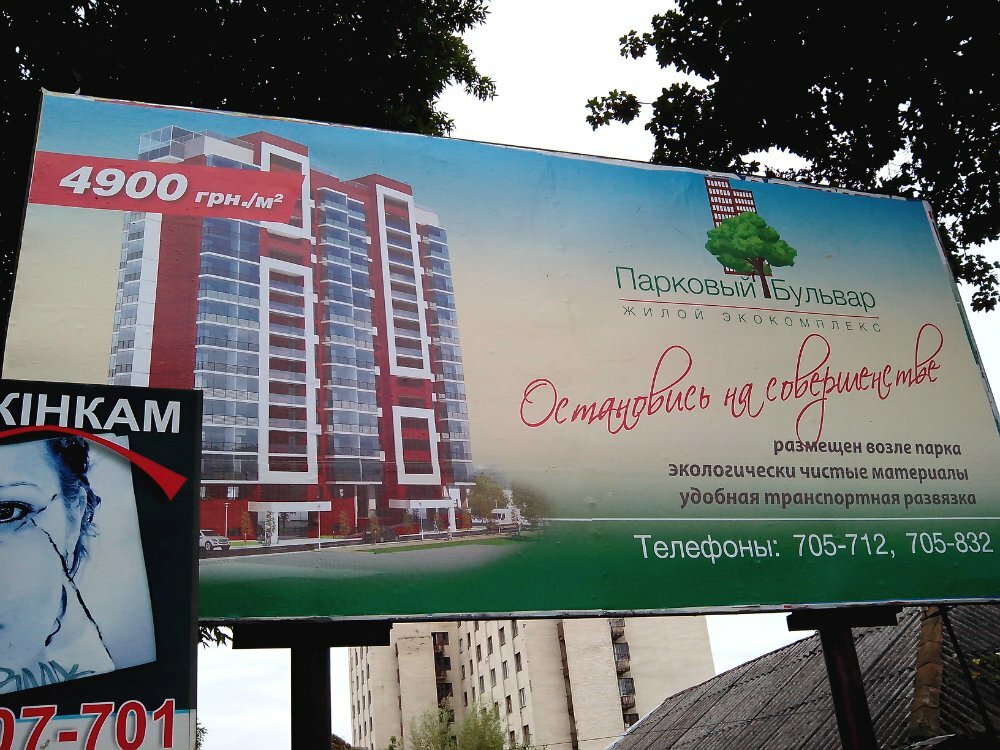 4900 грн./м²
Парковый Бульвар
ЖИЛОЙ ЭКОКОМПЛЕКС
Остановись на совершенстве
размещен возле парка
экологически чистые материалы
удобная транспортная развязка
Телефоны: 705-712, 705-832
ЖІНКАМ
07-701